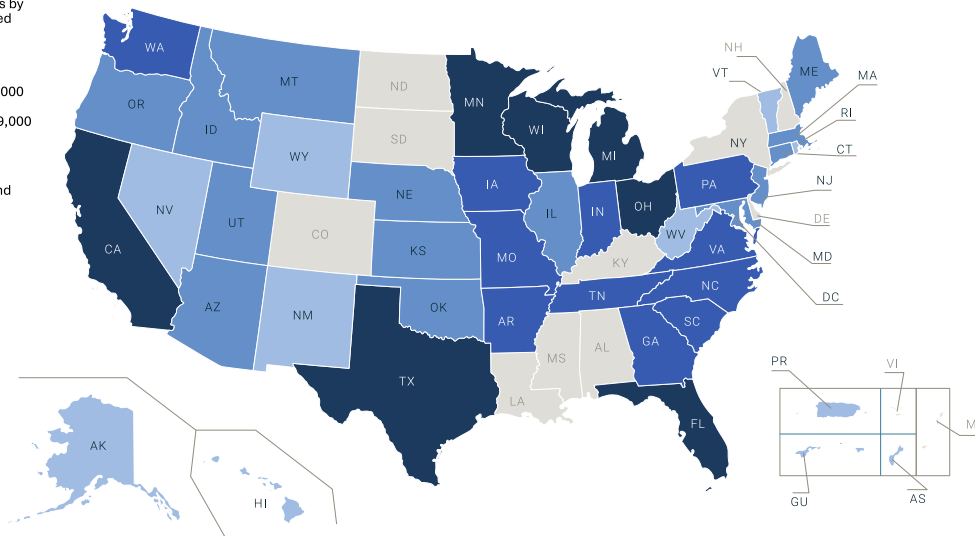 s by
ed
000
9,000
nd
WA
OR
ID
MT
ND
SD
MN
WI
MI
NH
VT
ME
MA
RI
CT
NY
NJ
DE
MD
DC
WY
NE
IA
IL
IN
OH
PA
WV
VA
NV
UT
CO
KS
MO
KY
CA
AZ
NM
OK
AR
TN
NC
SC
MS
AL
GA
TX
LA
FL
AK
HI
PR
VI
M
GU
AS